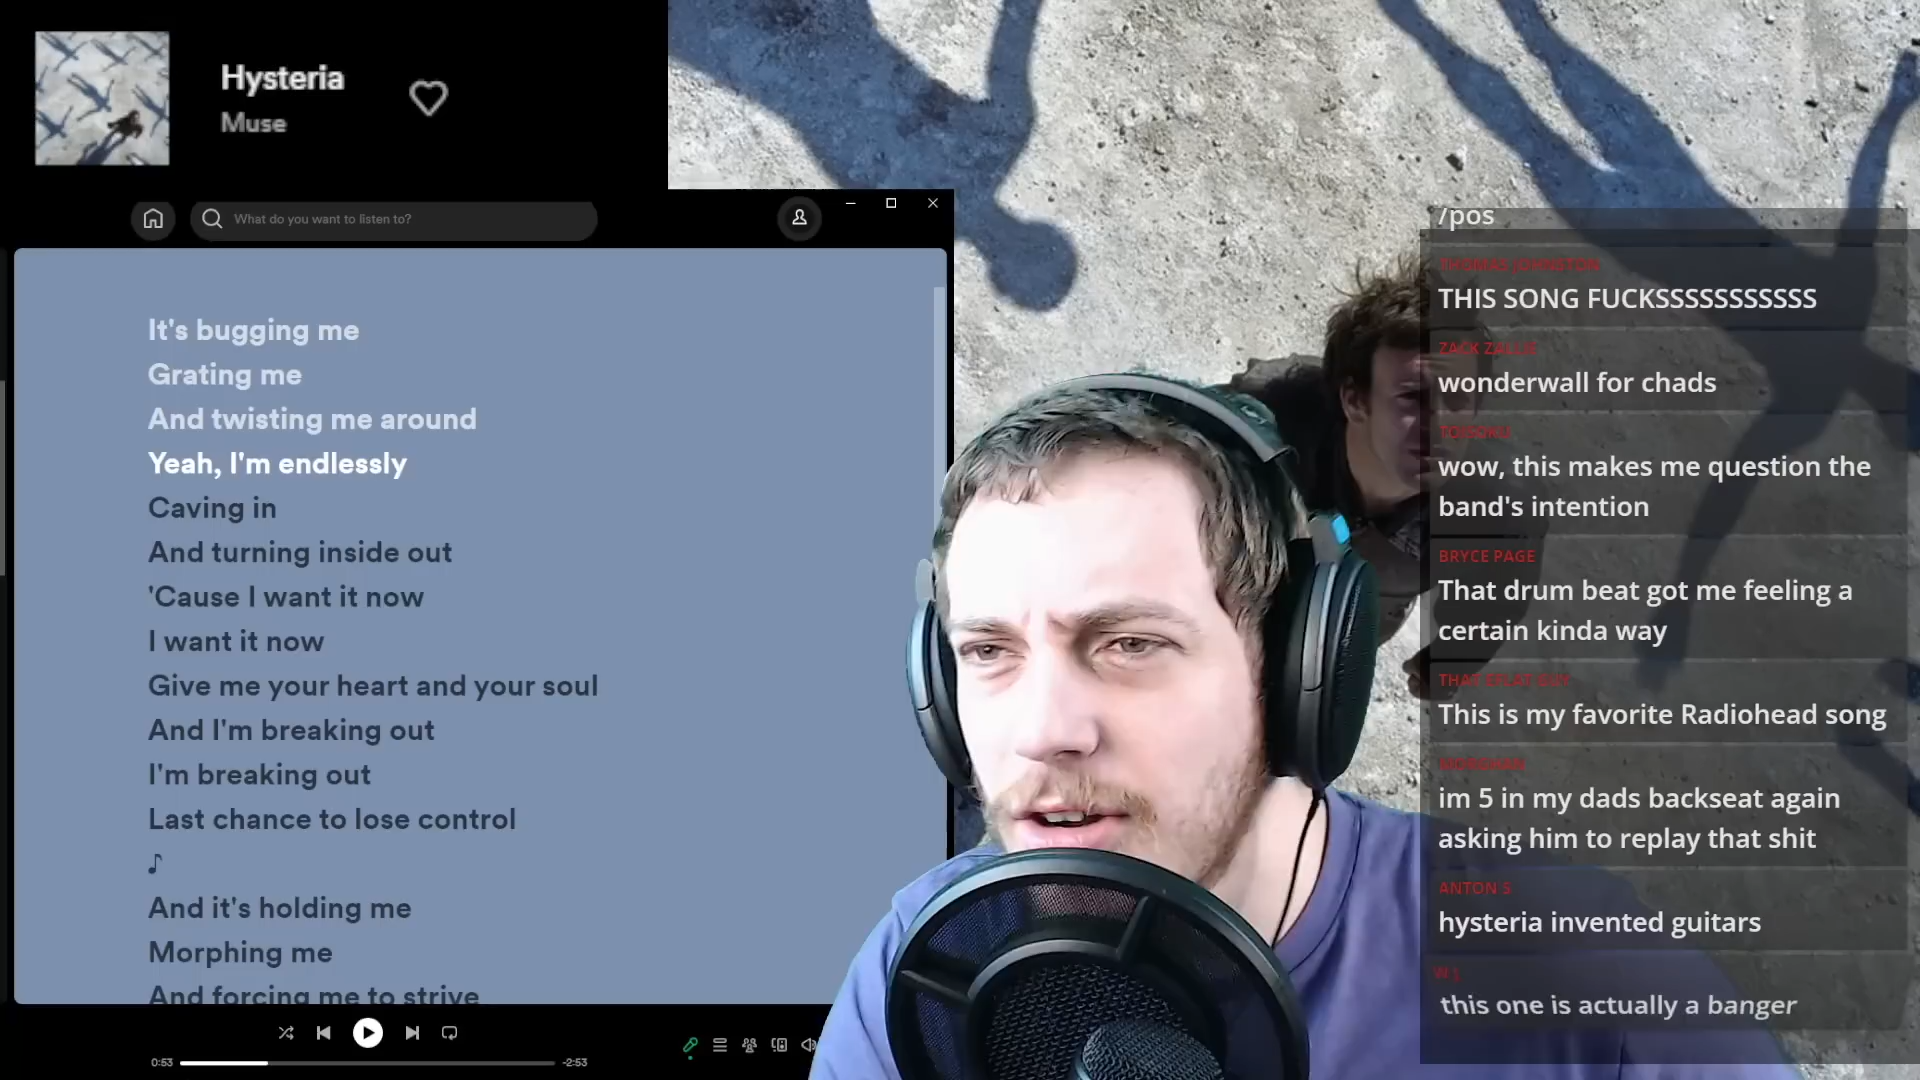 Hysteria
Muse
What do you want to listen to?
It's bugging me
Grating me
And twisting me around
Yeah, I'm endlessly
Caving in
And turning inside out
'Cause I want it now
I want it now
Give me your heart and your soul
And I'm breaking out
I'm breaking out
Last chance to lose control
♪
And it's holding me
Morphing me
And forcing me to strive
0:53
-2:53
/pos
THOMAS JOHNSTON
THIS SONG FUCKSSSSSSSSSSS
wonderwall for chads
wow, this makes me question the
band's intention
BRYCE PAGE
That drum beat got me feeling a
certain kinda way
This is my favorite Radiohead song
im 5 in my dads backseat again
asking him to replay that shit
ANTON S
hysteria invented guitars
this one is actually a banger